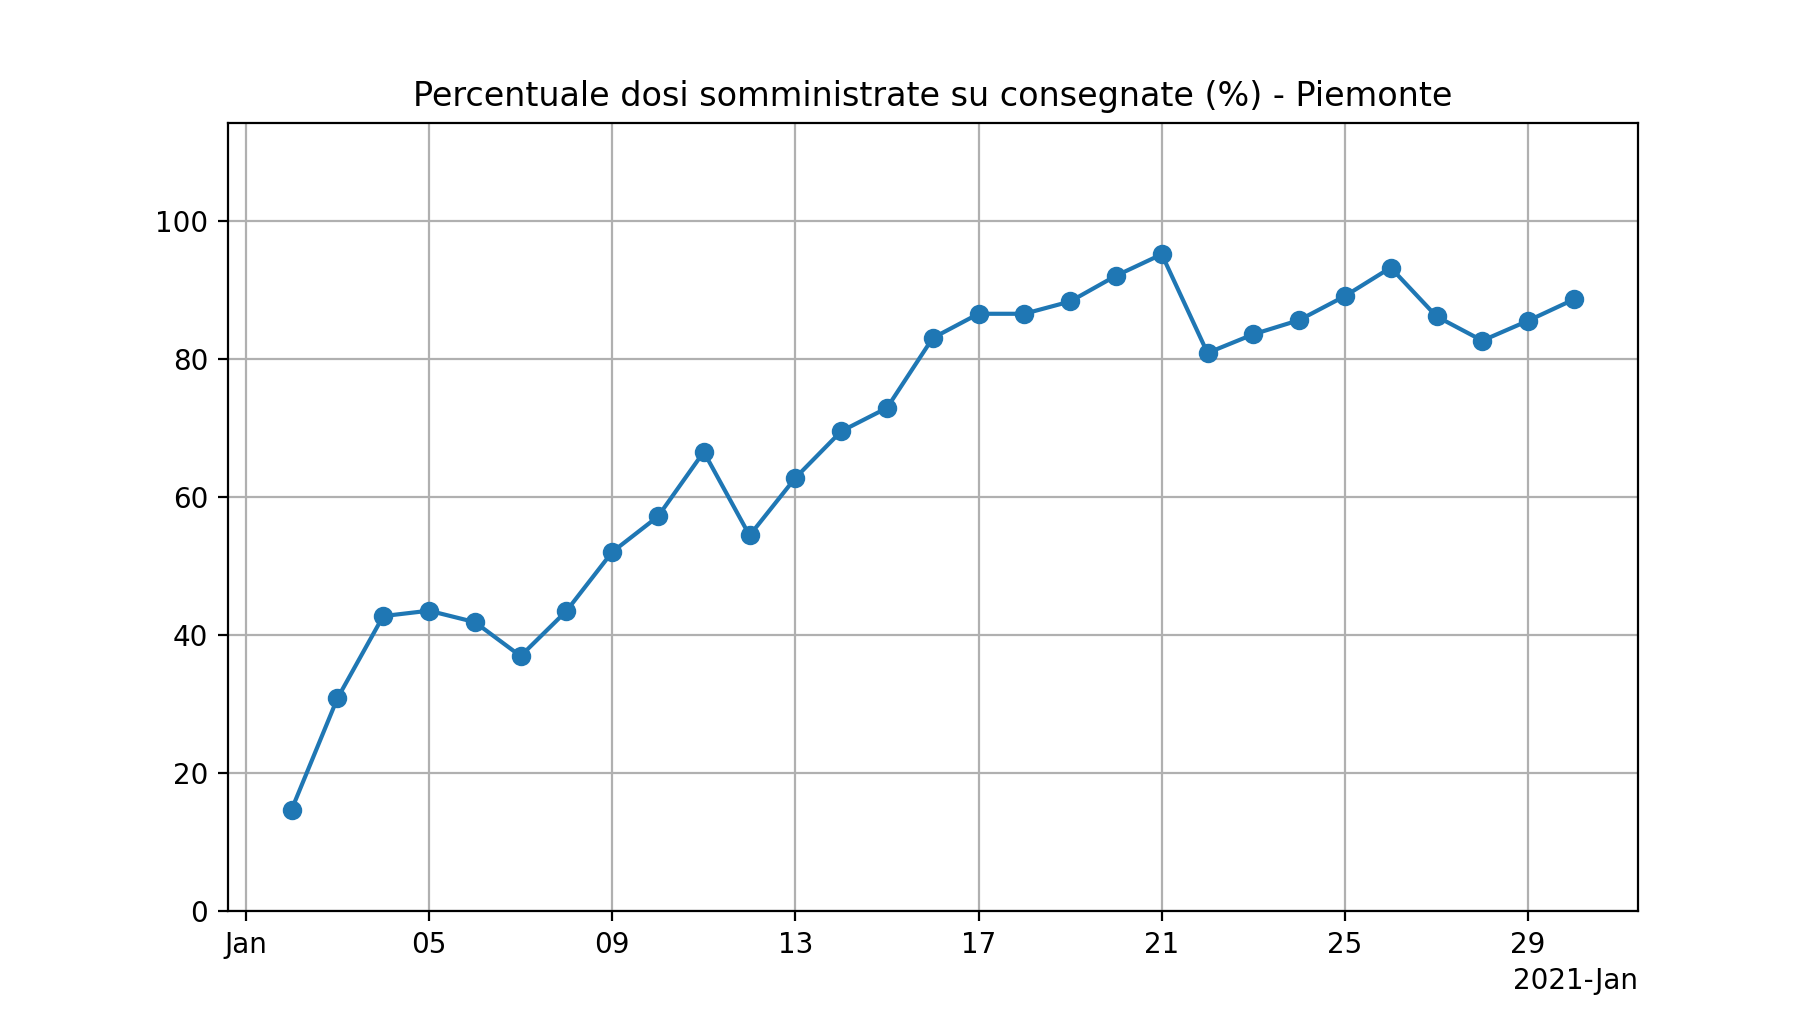 Percentuale dosi somministrate su consegnate (%) - Piemonte
100
80
60
40
20
0
Jan 05 09 13 17 21 25 29
2021-Jan